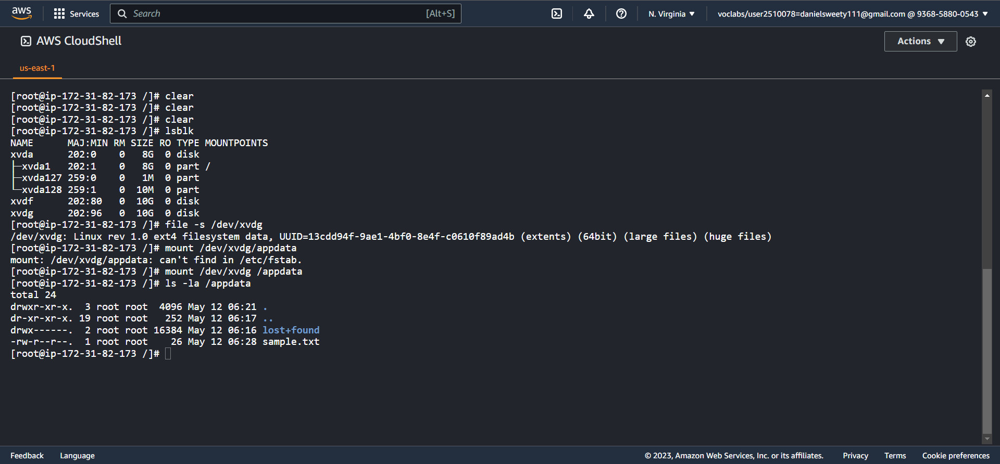 aws Services Search [Alt+S] N. Virginia ▼ voclabs/user2510078=danielsweety111@gmail.com @ 9368-5880-0543 ▼
AWS CloudShell
Actions ▼
us-east-1
[root@ip-172-31-82-173 /]# clear
[root@ip-172-31-82-173 /]# clear
[root@ip-172-31-82-173 /]# clear
[root@ip-172-31-82-173 /]# lsblk
NAME      MAJ:MIN RM SIZE RO TYPE MOUNTPOINTS
xvda      202:0    0   8G  0 disk
├─xvda1   202:1    0   8G  0 part /
├─xvda127 259:0    0   1M  0 part
└─xvda128 259:1    0  10M  0 part
xvdf      202:80   0  10G  0 disk
xvdg      202:96   0  10G  0 disk
[root@ip-172-31-82-173 /]# file -s /dev/xvdg
/dev/xvdg: Linux rev 1.0 ext4 filesystem data, UUID=13cdd94f-9ae1-4bf0-8e4f-c0610f89ad4b (extents) (64bit) (large files) (huge files)
[root@ip-172-31-82-173 /]# mount /dev/xvdg/appdata
mount: /dev/xvdg/appdata: can't find in /etc/fstab.
[root@ip-172-31-82-173 /]# mount /dev/xvdg /appdata
[root@ip-172-31-82-173 /]# ls -la /appdata
total 24
drwxr-xr-x.  3 root root  4096 May 12 06:21 .
dr-xr-xr-x. 19 root root   252 May 12 06:17 ..
drwx------.  2 root root 16384 May 12 06:16 lost+found
-rw-r--r--.  1 root root    26 May 12 06:28 sample.txt
[root@ip-172-31-82-173 /]#
Feedback Language © 2023, Amazon Web Services, Inc. or its affiliates. Privacy Terms Cookie preferences